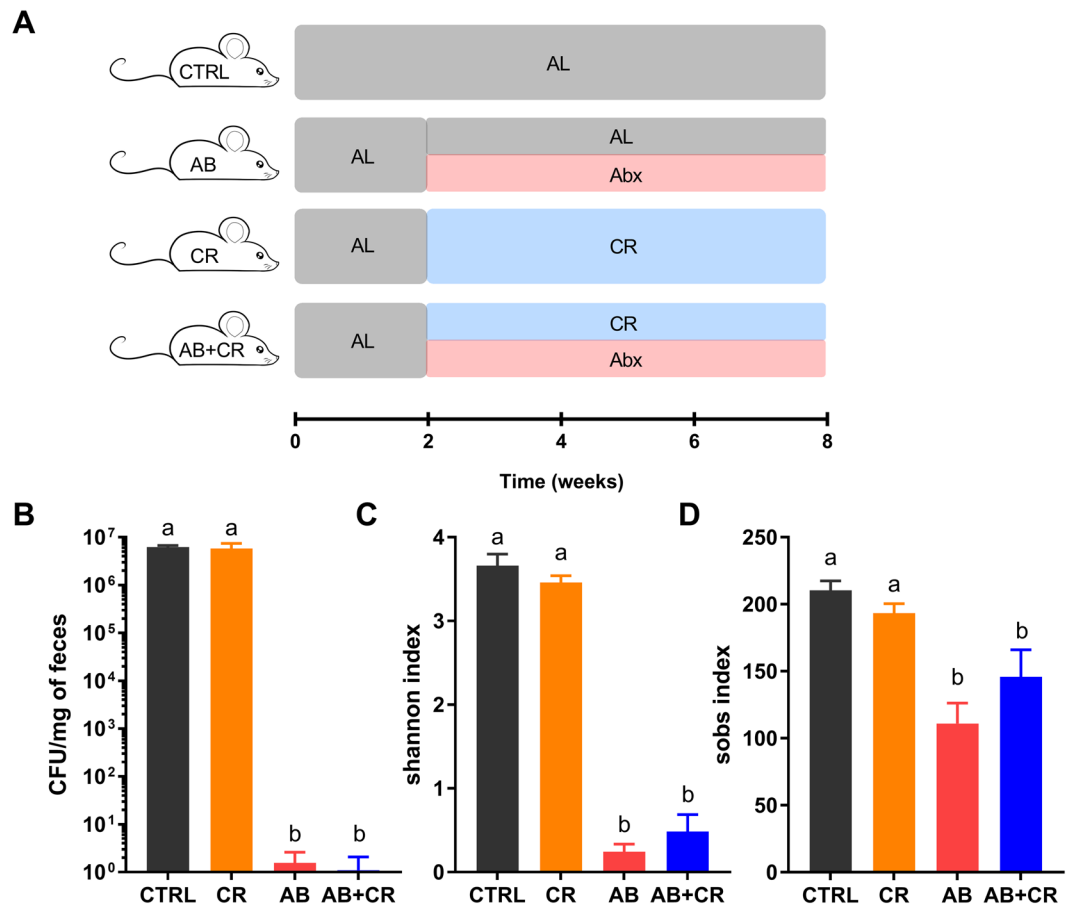 A
CTRL
AL
AB
AL
AL
Abx
CR
AL
CR
AB+CR
AL
CR
Abx
0 2 4 6 8
Time (weeks)
B
CFU/mg of feces
10⁷
10⁶
10⁵
10⁴
10³
10²
10¹
10⁰
a a b b
CTRL CR AB AB+CR
C
shannon index
4
3
2
1
0
a a b b
CTRL CR AB AB+CR
D
sobs index
250
200
150
100
50
0
a a b b
CTRL CR AB AB+CR